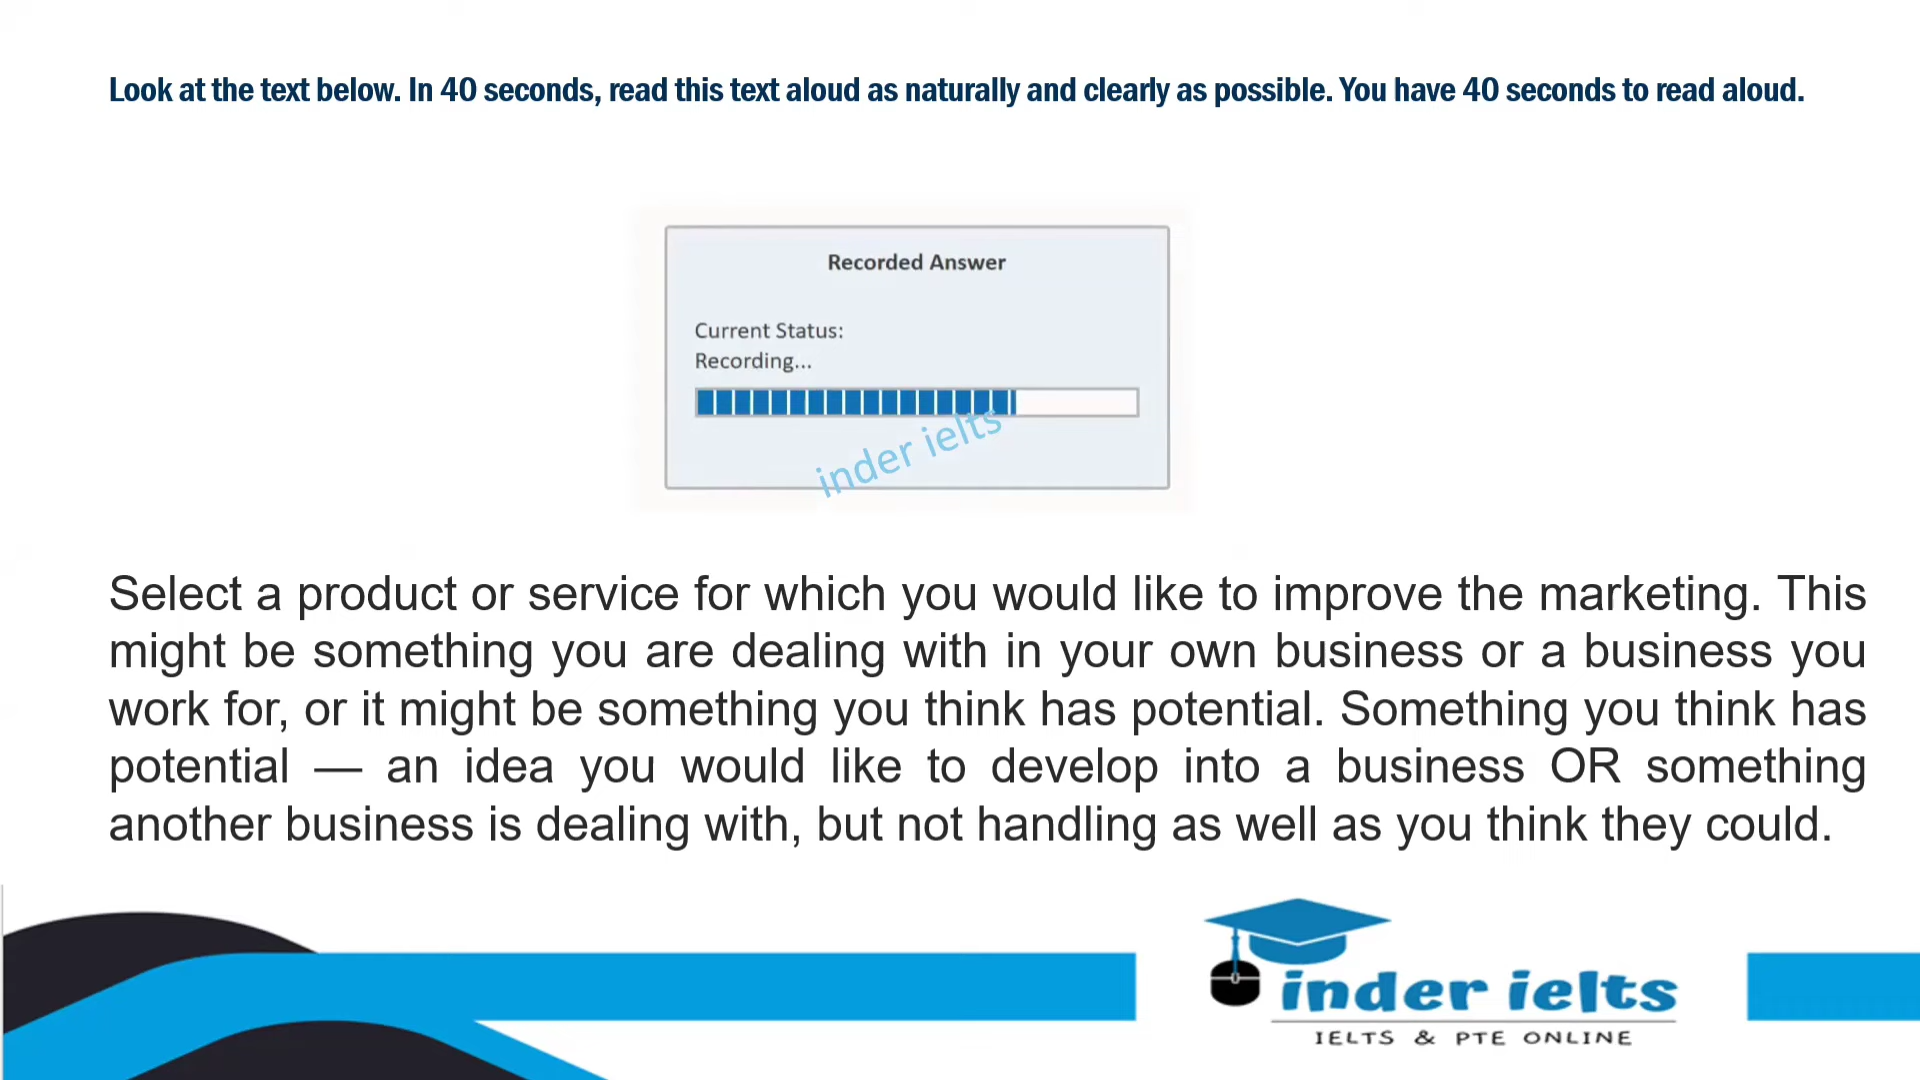 Look at the text below. In 40 seconds, read this text aloud as naturally and clearly as possible. You have 40 seconds to read aloud.
Recorded Answer
Current Status:
Recording...
inder ielts
Select a product or service for which you would like to improve the marketing. This
might be something you are dealing with in your own business or a business you
work for, or it might be something you think has potential. Something you think has
potential — an idea you would like to develop into a business OR something
another business is dealing with, but not handling as well as you think they could.
inder ielts
IELTS & PTE ONLINE